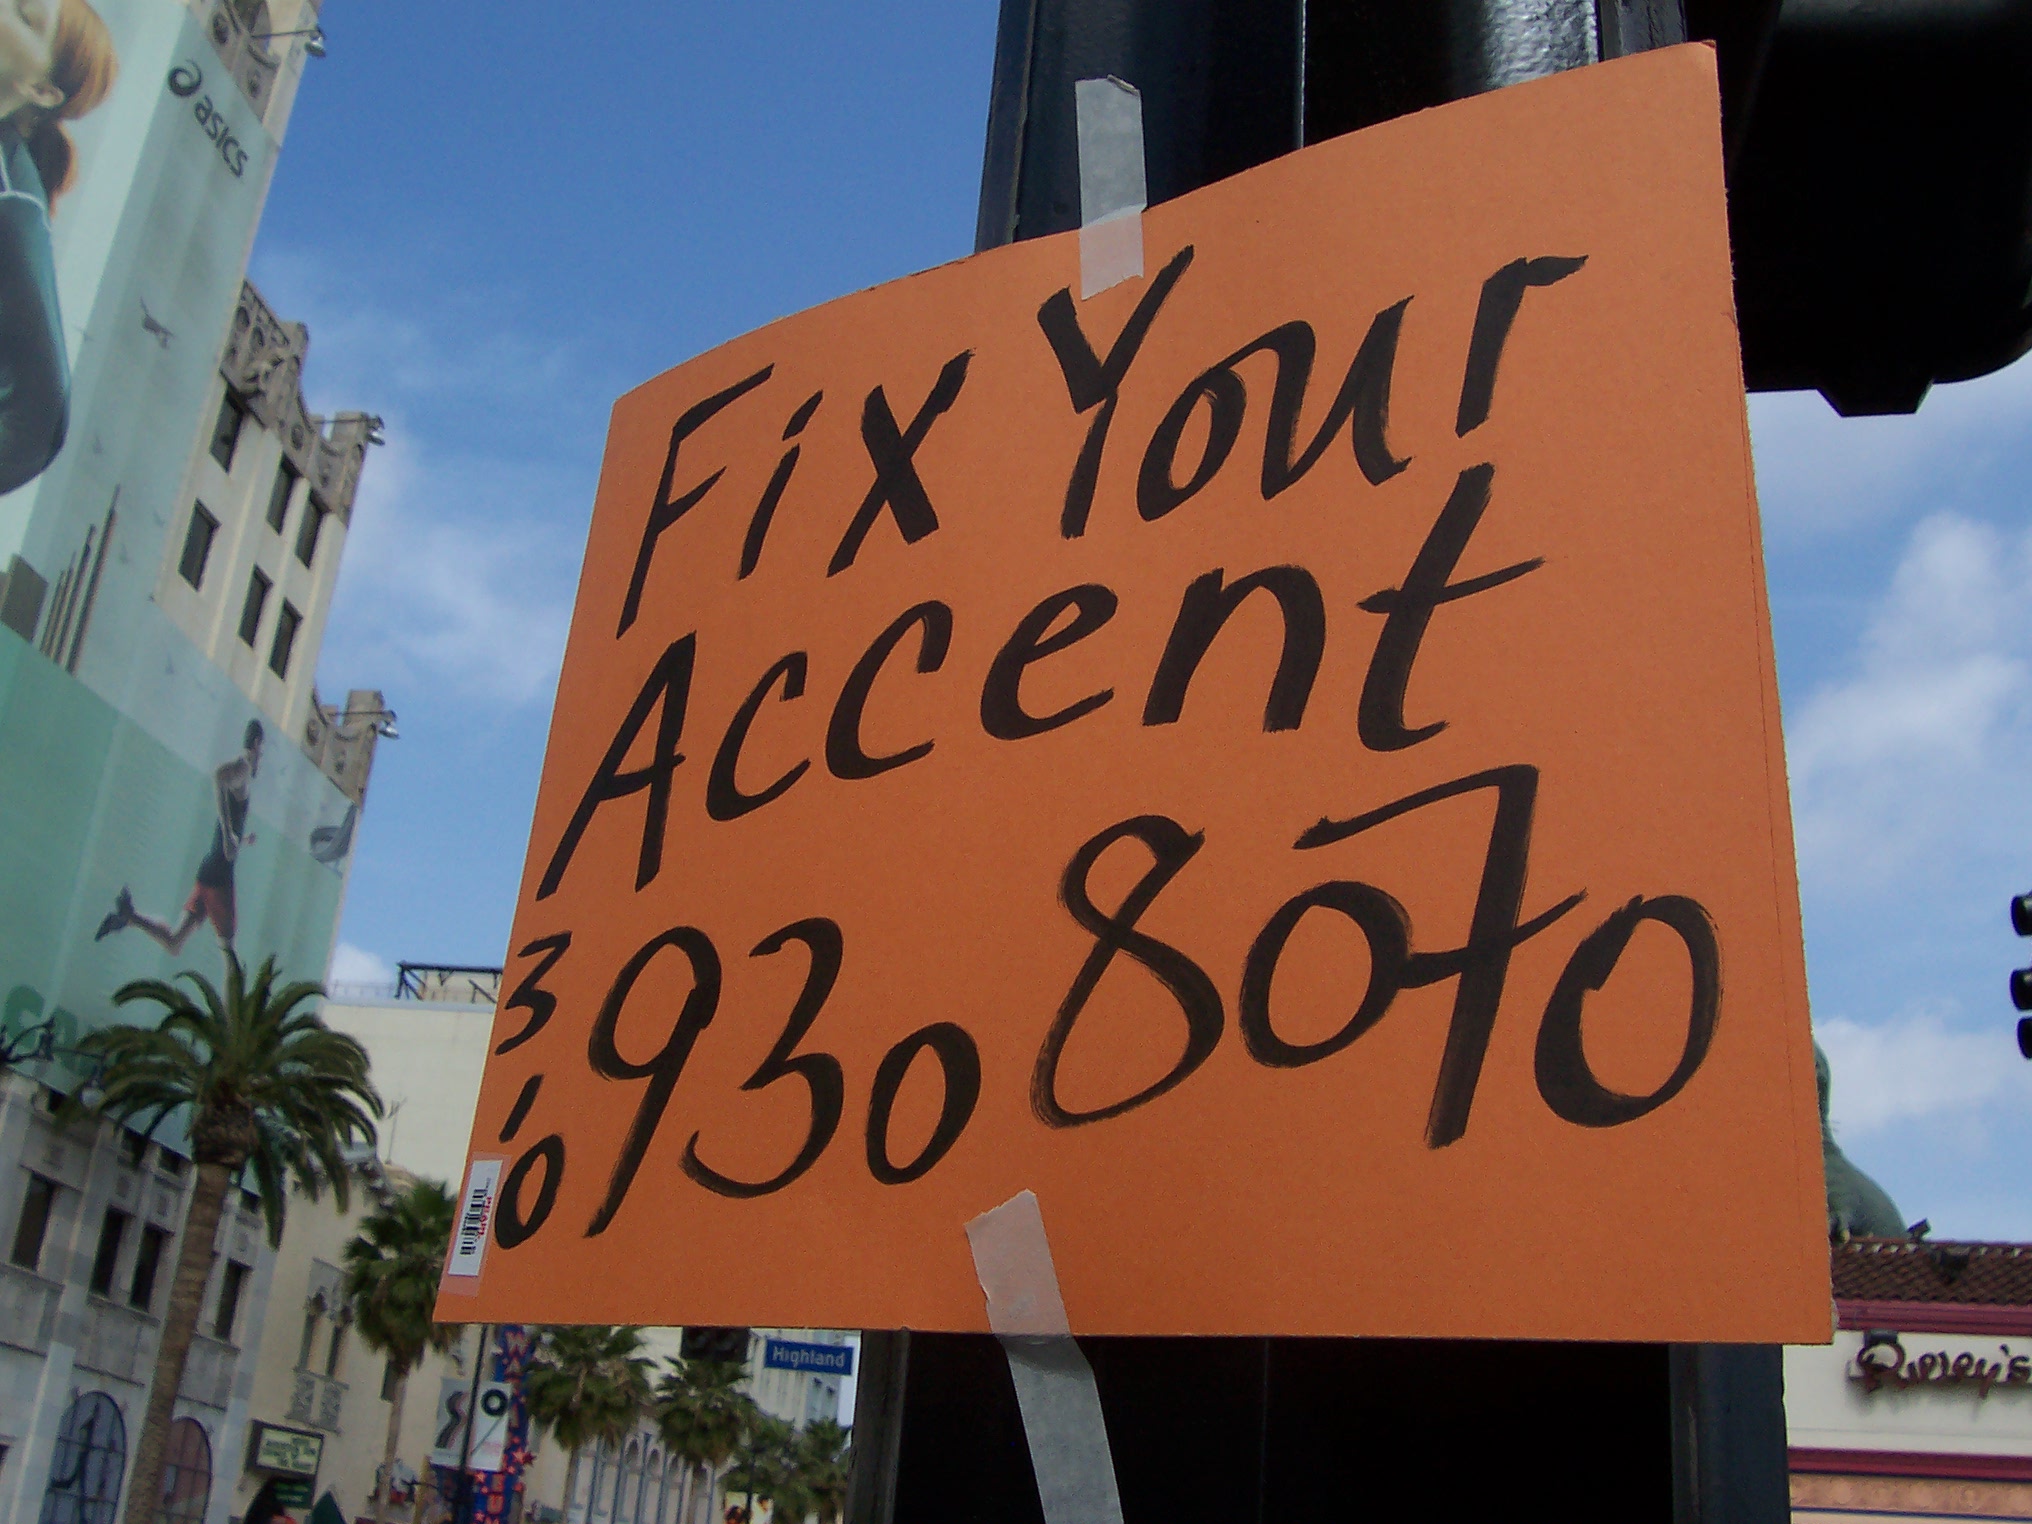 asics
Fix Your
Accent
310 930 8070
Highland
Ripley's